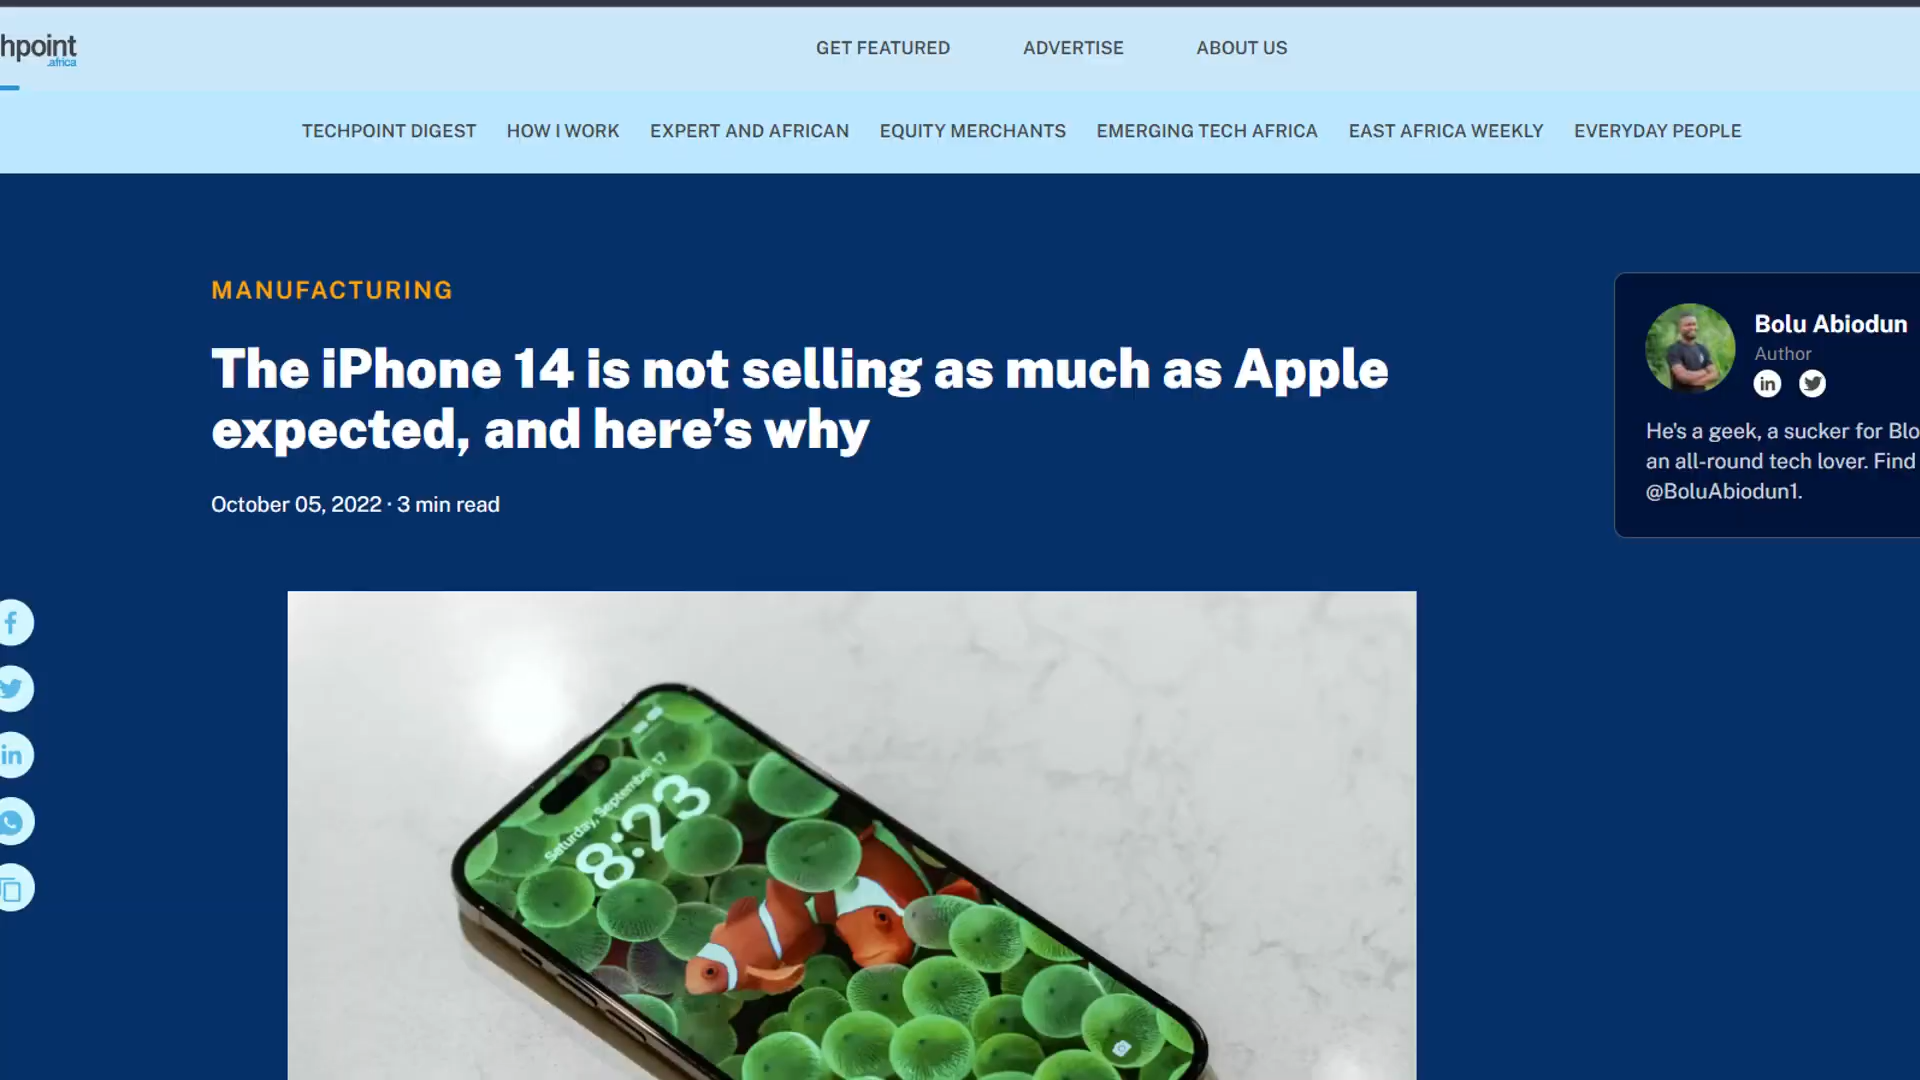 hpoint
.africa
GET FEATURED
ADVERTISE
ABOUT US
TECHPOINT DIGEST
HOW I WORK
EXPERT AND AFRICAN
EQUITY MERCHANTS
EMERGING TECH AFRICA
EAST AFRICA WEEKLY
EVERYDAY PEOPLE
MANUFACTURING
The iPhone 14 is not selling as much as Apple
expected, and here’s why
October 05, 2022 · 3 min read
Bolu Abiodun
Author
He's a geek, a sucker for Blo
an all-round tech lover. Find
@BoluAbiodun1.
Saturday, September 17
8:23